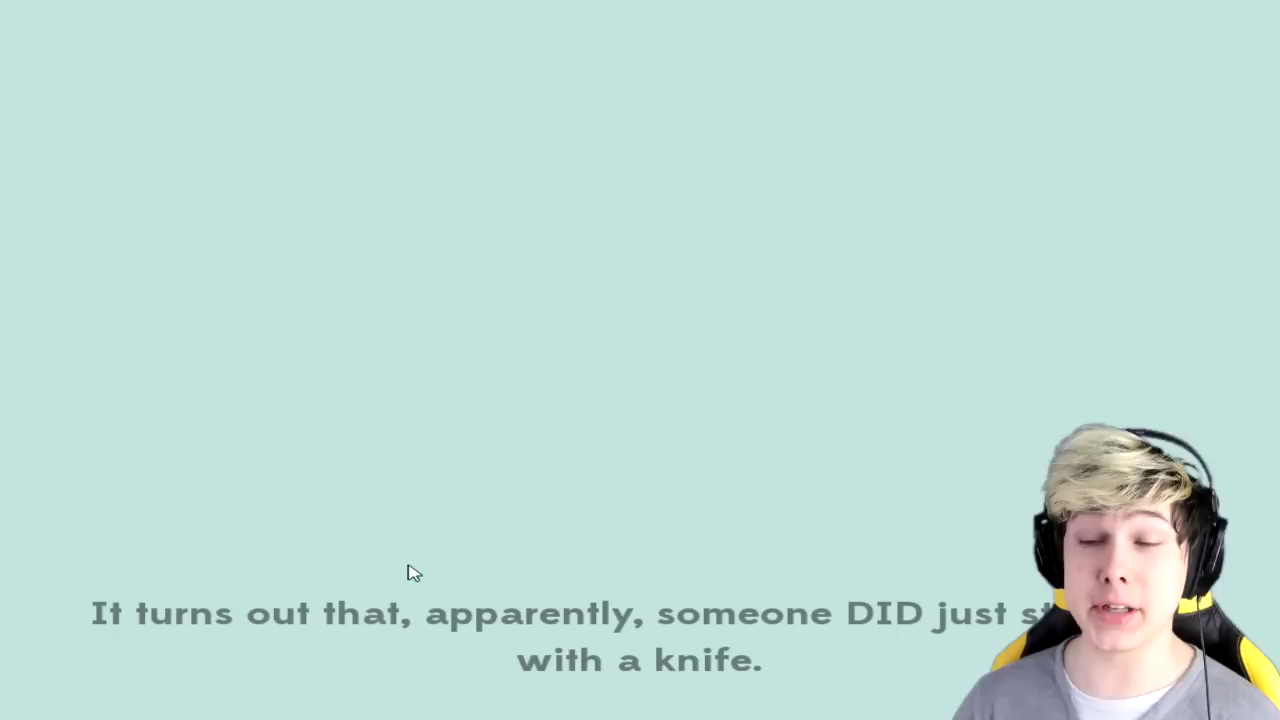 It turns out that, apparently, someone DID just
with a knife.